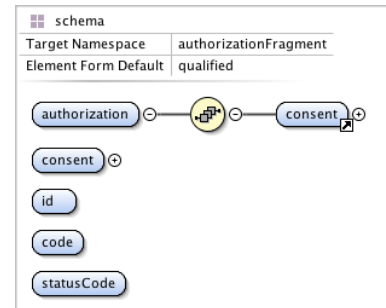 schema
Target Namespace authorizationFragment
Element Form Default qualified
authorization consent
consent
id
code
statusCode